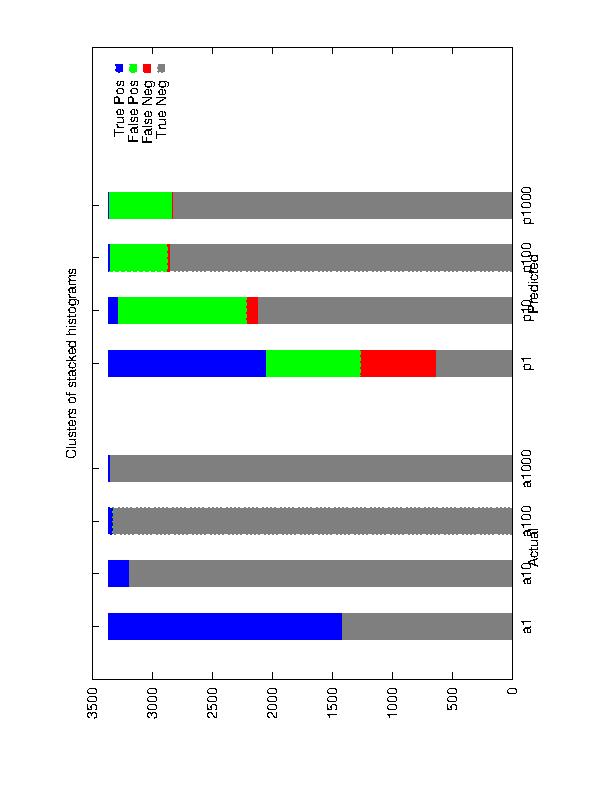 Clusters of stacked histograms
True Pos
False Pos
False Neg
True Neg
3500
3000
2500
2000
1500
1000
500
0
a1
a10
a100
a1000
p1
p10
p100
p1000
Actual
Predicted